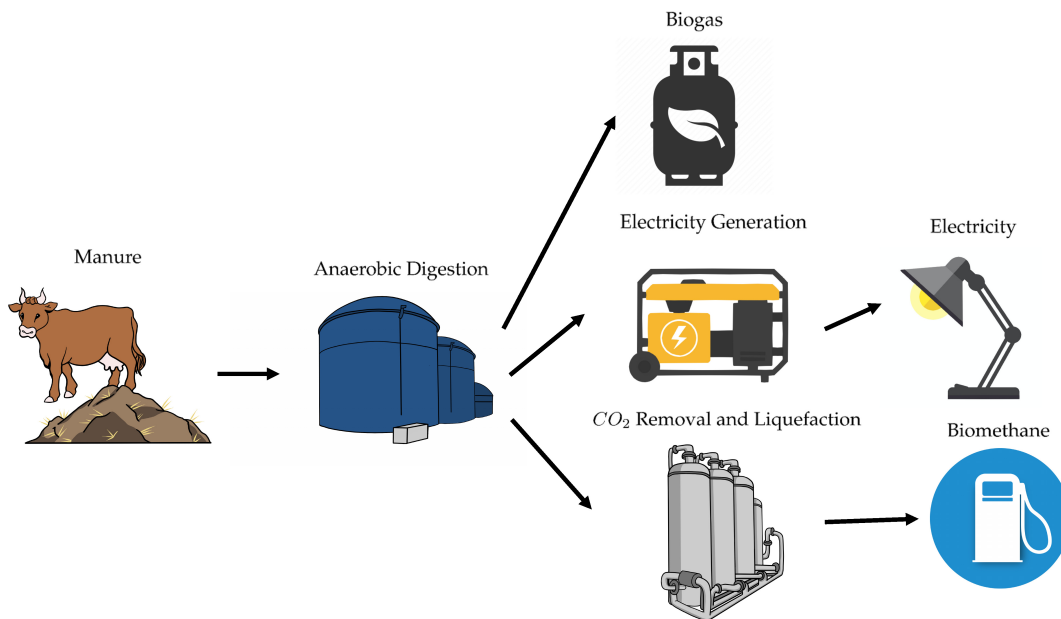 Biogas
Electricity Generation
Electricity
Manure
Anaerobic Digestion
CO₂ Removal and Liquefaction
Biomethane